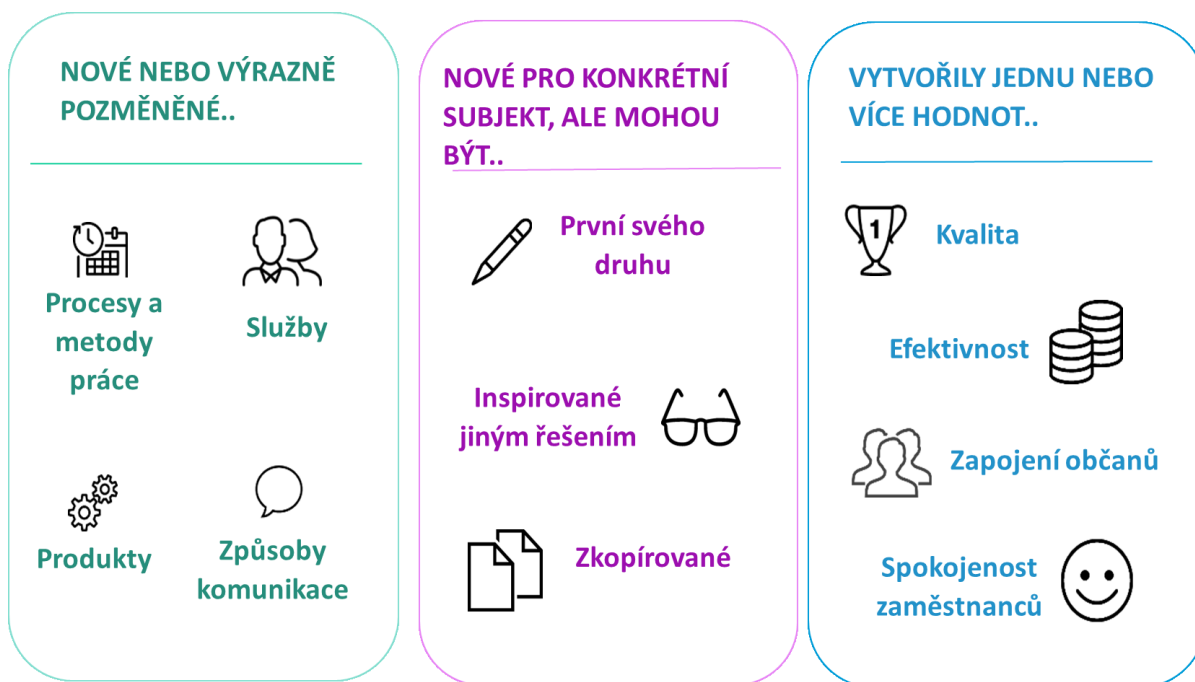 NOVÉ NEBO VÝRAZNĚ
POZMĚNĚNÉ..
Procesy a
metody
práce
Služby
Produkty
Způsoby
komunikace
NOVÉ PRO KONKRÉTNÍ
SUBJEKT, ALE MOHOU
BÝT..
První svého
druhu
Inspirované
jiným řešením
Zkopírované
VYTVOŘILY JEDNU NEBO
VÍCE HODNOT..
1
Kvalita
Efektivnost
Zapojení občanů
Spokojenost
zaměstnanců